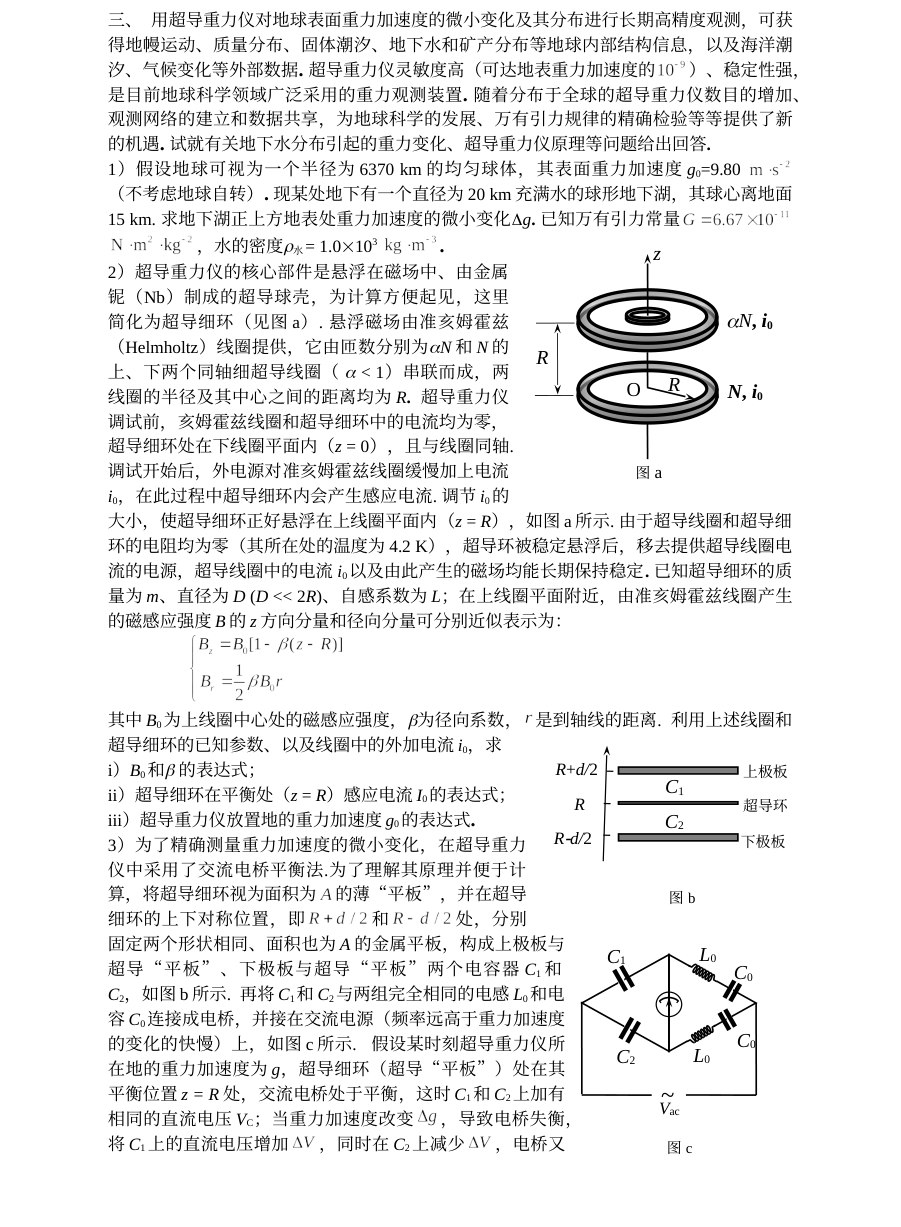 三、 用超导重力仪对地球表面重力加速度的微小变化及其分布进行长期高精度观测，可获
得地幔运动、质量分布、固体潮汐、地下水和矿产分布等地球内部结构信息，以及海洋潮
汐、气候变化等外部数据. 超导重力仪灵敏度高（可达地表重力加速度的10⁻⁹）、稳定性强，
是目前地球科学领域广泛采用的重力观测装置. 随着分布于全球的超导重力仪数目的增加、
观测网络的建立和数据共享，为地球科学的发展、万有引力规律的精确检验等等提供了新
的机遇. 试就有关地下水分布引起的重力变化、超导重力仪原理等问题给出回答.
1）假设地球可视为一个半径为 6370 km 的均匀球体，其表面重力加速度 g₀=9.80 m·s⁻²
（不考虑地球自转）. 现某处地下有一个直径为 20 km 充满水的球形地下湖，其球心离地面
15 km. 求地下湖正上方地表处重力加速度的微小变化Δg. 已知万有引力常量 G =6.67×10⁻¹¹
N·m²·kg⁻²，水的密度ρ水= 1.0×10³ kg·m⁻³.
2）超导重力仪的核心部件是悬浮在磁场中、由金属
铌（Nb）制成的超导球壳，为计算方便起见，这里
简化为超导细环（见图 a）. 悬浮磁场由准亥姆霍兹
（Helmholtz）线圈提供，它由匝数分别为αN 和 N 的
上、下两个同轴细超导线圈（ α < 1）串联而成，两
线圈的半径及其中心之间的距离均为 R. 超导重力仪
调试前，亥姆霍兹线圈和超导细环中的电流均为零，
超导细环处在下线圈平面内（z = 0），且与线圈同轴.
调试开始后，外电源对准亥姆霍兹线圈缓慢加上电流
i₀，在此过程中超导细环内会产生感应电流. 调节 i₀的
z
αN, i₀
R
O
R
N, i₀
图 a
大小，使超导细环正好悬浮在上线圈平面内（z = R），如图 a 所示. 由于超导线圈和超导细
环的电阻均为零（其所在处的温度为 4.2 K），超导环被稳定悬浮后，移去提供超导线圈电
流的电源，超导线圈中的电流 i₀以及由此产生的磁场均能长期保持稳定. 已知超导细环的质
量为 m、直径为 D (D << 2R)、自感系数为 L；在上线圈平面附近，由准亥姆霍兹线圈产生
的磁感应强度 B 的 z 方向分量和径向分量可分别近似表示为：
B_z =B₀[1- β(z - R)]
B_r =1/2 βB₀r
其中 B₀为上线圈中心处的磁感应强度，β为径向系数， r 是到轴线的距离. 利用上述线圈和
超导细环的已知参数、以及线圈中的外加电流 i₀，求
i）B₀和β 的表达式；
ii）超导细环在平衡处（z = R）感应电流 I₀的表达式；
iii）超导重力仪放置地的重力加速度 g₀的表达式.
3）为了精确测量重力加速度的微小变化，在超导重力
仪中采用了交流电桥平衡法.为了理解其原理并便于计
算，将超导细环视为面积为 A 的薄“平板”，并在超导
细环的上下对称位置，即 R + d / 2 和 R - d / 2 处，分别
R+d/2
上极板
C₁
R
超导环
C₂
R-d/2
下极板
图 b
固定两个形状相同、面积也为 A 的金属平板，构成上极板与
超导“平板”、下极板与超导“平板”两个电容器 C₁ 和
C₂，如图 b 所示. 再将 C₁和 C₂与两组完全相同的电感 L₀和电
容 C₀连接成电桥，并接在交流电源（频率远高于重力加速度
的变化的快慢）上，如图 c 所示. 假设某时刻超导重力仪所
在地的重力加速度为 g，超导细环（超导“平板”）处在其
平衡位置 z = R 处，交流电桥处于平衡，这时 C₁和 C₂上加有
相同的直流电压 V_C；当重力加速度改变 Δg ，导致电桥失衡，
将 C₁上的直流电压增加 ΔV ，同时在 C₂上减少 ΔV ，电桥又
C₁
L₀
C₀
C₂
L₀
C₀
~
Vac
图 c